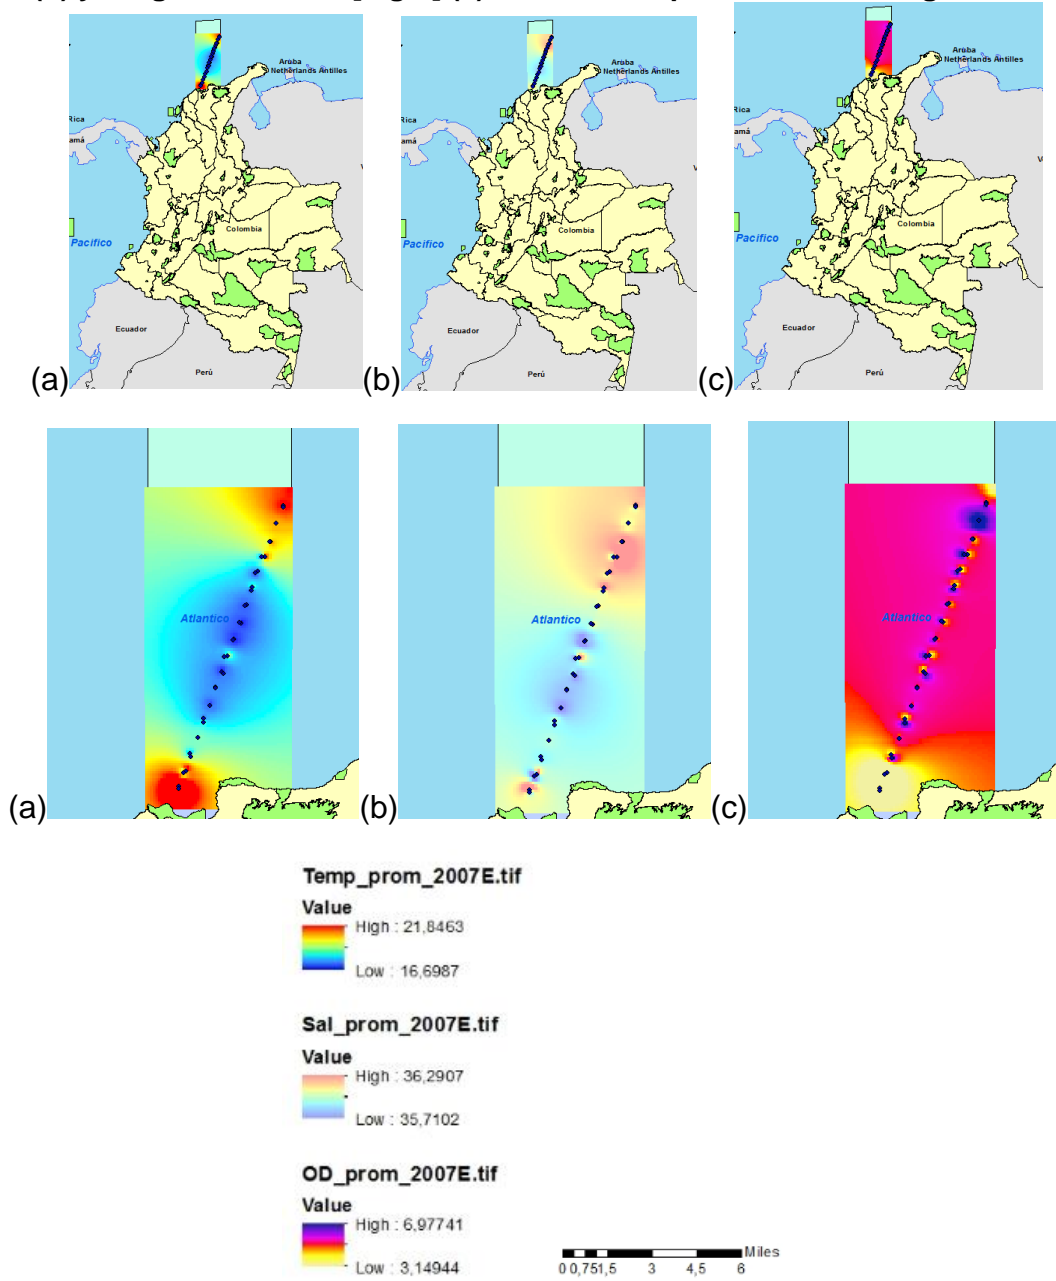 Aruba
Netherlands Antilles
Rica
amá
Pacifico
Colombia
Ecuador
Perú
(a)
Aruba
Netherlands Antilles
Rica
amá
Pacifico
Colombia
Ecuador
Perú
(b)
Aruba
Netherlands Antilles
Rica
amá
V
Pacifico
Colombia
Ecuador
Perú
(c)
Atlantico
(a)
Atlantico
(b)
Atlantico
(c)
Temp_prom_2007E.tif
Value
High : 21,8463
Low : 16,6987
Sal_prom_2007E.tif
Value
High : 36,2907
Low : 35,7102
OD_prom_2007E.tif
Value
High : 6,97741
Low : 3,14944
Miles
0 0,75 1,5 3 4,5 6